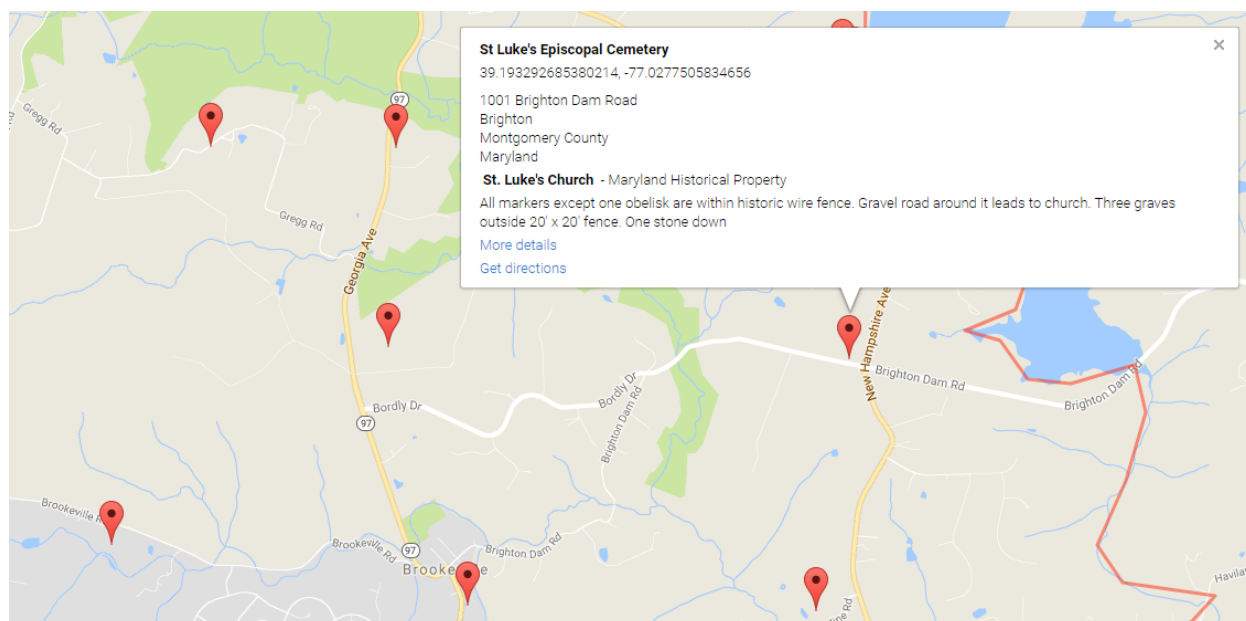 St Luke's Episcopal Cemetery
39.193292685380214, -77.0277505834656
1001 Brighton Dam Road
Brighton
Montgomery County
Maryland
St. Luke's Church - Maryland Historical Property
All markers except one obelisk are within historic wire fence. Gravel road around it leads to church. Three graves
outside 20' x 20' fence. One stone down
More details
Get directions
97
Gregg Rd
Gregg Rd
Georgia Ave
New Hampshire Ave
Brighton Dam Rd
Brighton Dam Rd
Bordly Dr
Bordly Dr
97
Brighton Dam Rd
Brookeville
Brookeville Rd
97
Brighton Dam Rd
Brookeville
Rd